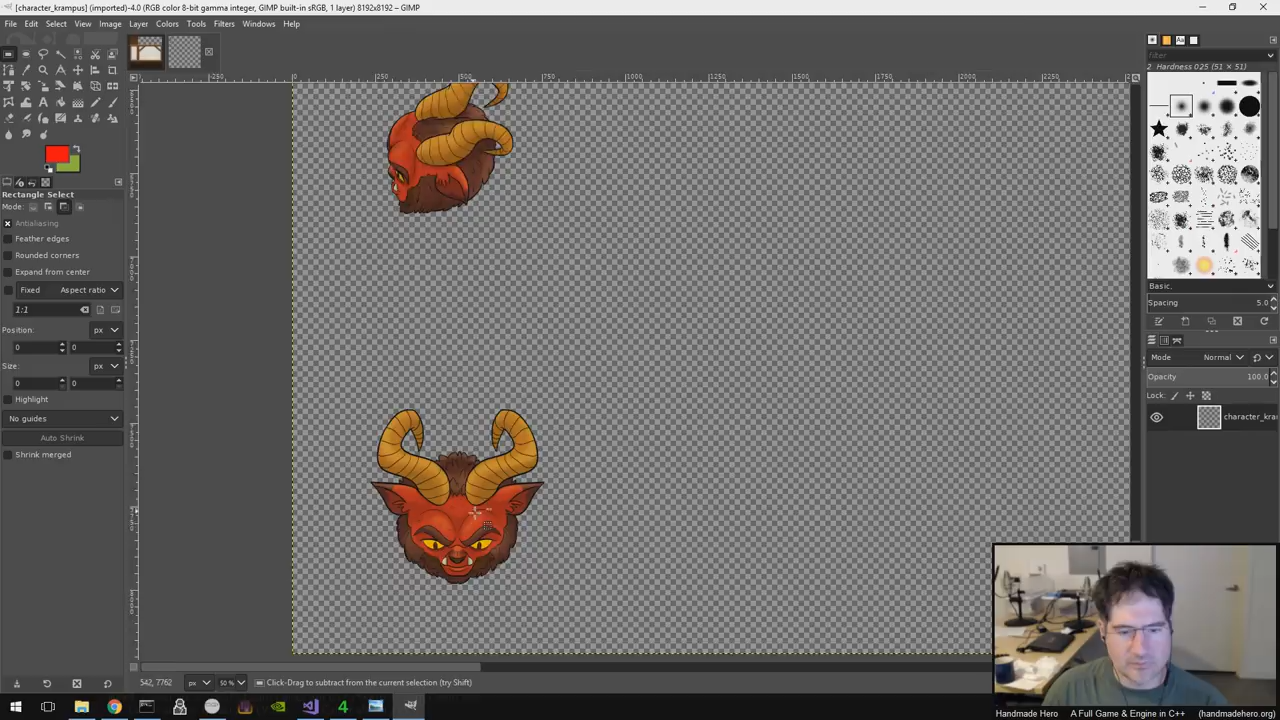 [character_krampus] (imported)-4.0 (RGB color 8-bit gamma integer, GIMP built-in sRGB, 1 layer) 8192x8192 – GIMP
File Edit Select View Image Layer Colors Tools Filters Windows Help
-250 0 250 500 750 1000 1250 1500 1750 2000 2250
2. Hardness 025 (51 × 51)
Rectangle Select
Mode:
Antialiasing
Feather edges
Rounded corners
Expand from center
Fixed Aspect ratio
1:1
Position: px
0 0
Size: px
0 0
Highlight
No guides
Auto Shrink
Shrink merged
Basic,
Spacing 5.0
Mode Normal
Opacity 100.0
Lock:
character_kra
542, 7762 px 50 % Click-Drag to subtract from the current selection (try Shift)
Handmade Hero A Full Game & Engine in C++ (handmadehero.org)